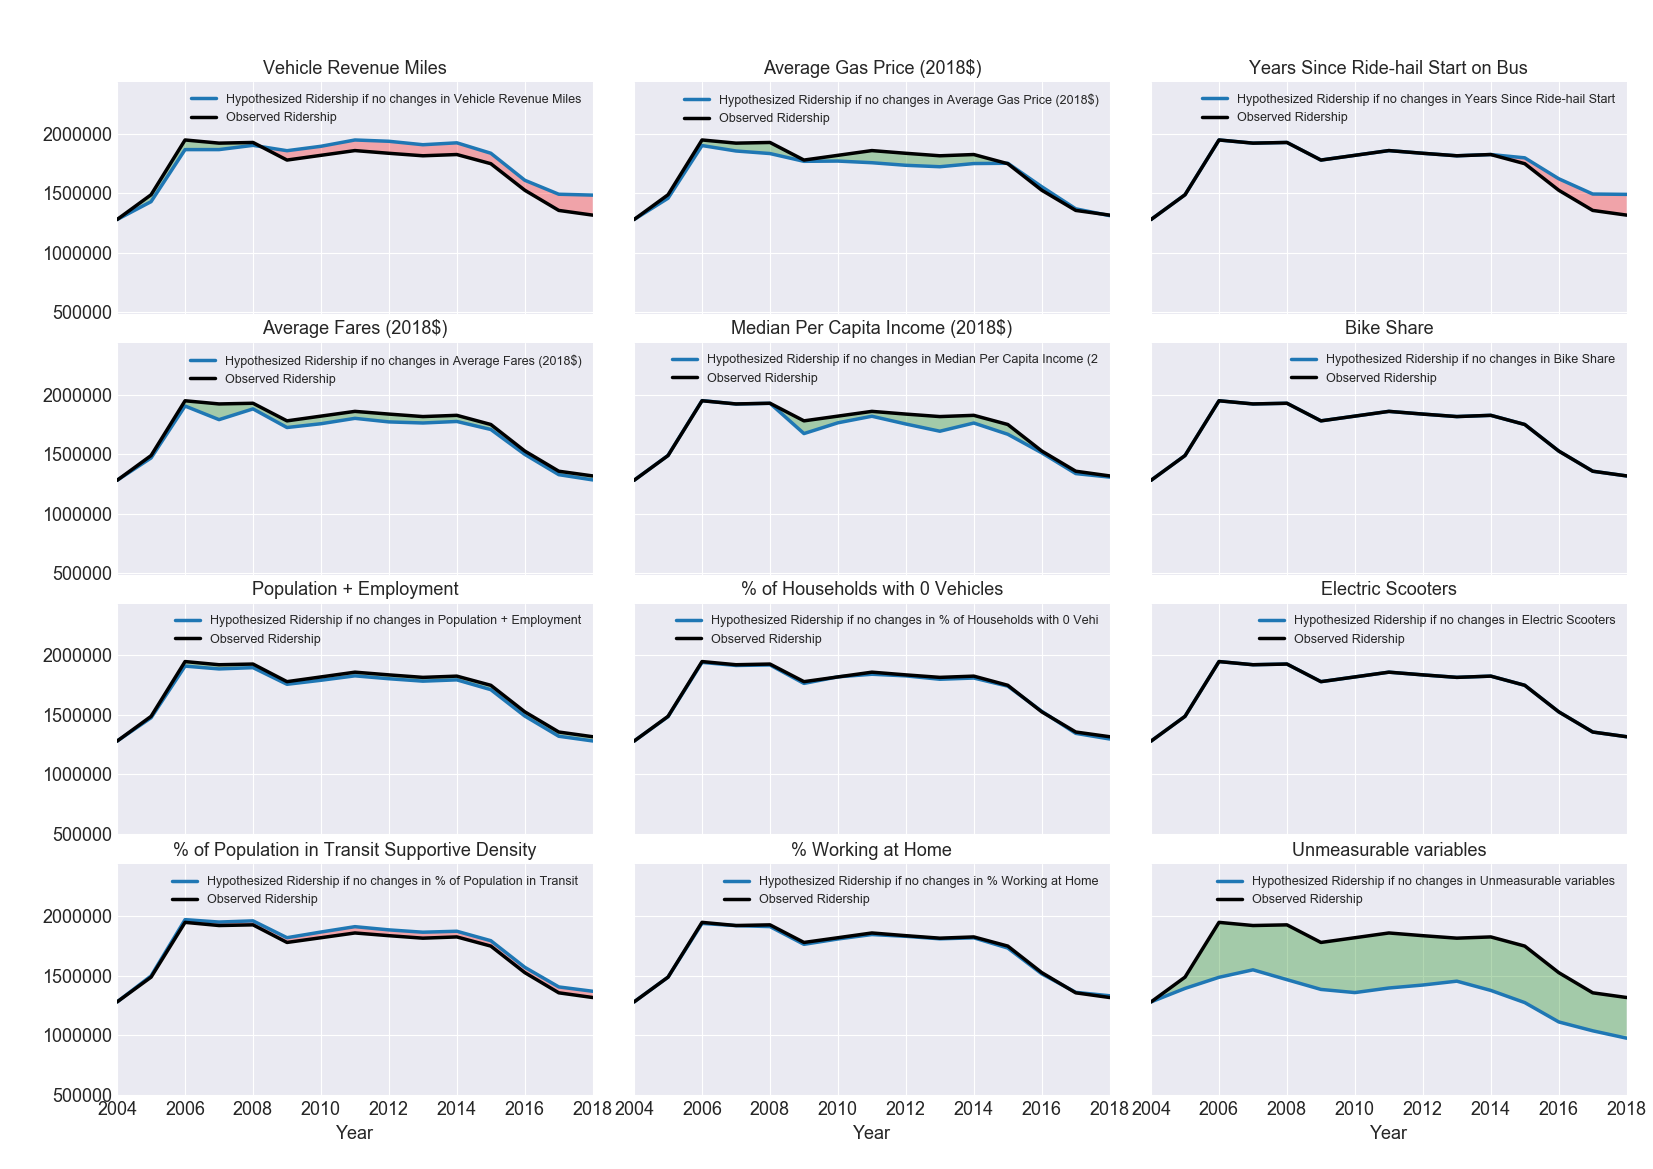 Vehicle Revenue Miles
Hypothesized Ridership if no changes in Vehicle Revenue Miles
Observed Ridership
2000000
1500000
1000000
500000
Average Gas Price (2018$)
Hypothesized Ridership if no changes in Average Gas Price (2018$)
Observed Ridership
Years Since Ride-hail Start on Bus
Hypothesized Ridership if no changes in Years Since Ride-hail Start
Observed Ridership
Average Fares (2018$)
Hypothesized Ridership if no changes in Average Fares (2018$)
Observed Ridership
2000000
1500000
1000000
500000
Median Per Capita Income (2018$)
Hypothesized Ridership if no changes in Median Per Capita Income (2
Observed Ridership
Bike Share
Hypothesized Ridership if no changes in Bike Share
Observed Ridership
Population + Employment
Hypothesized Ridership if no changes in Population + Employment
Observed Ridership
2000000
1500000
1000000
500000
% of Households with 0 Vehicles
Hypothesized Ridership if no changes in % of Households with 0 Vehi
Observed Ridership
Electric Scooters
Hypothesized Ridership if no changes in Electric Scooters
Observed Ridership
% of Population in Transit Supportive Density
Hypothesized Ridership if no changes in % of Population in Transit
Observed Ridership
2000000
1500000
1000000
500000
2004 2006 2008 2010 2012 2014 2016 2018
Year
% Working at Home
Hypothesized Ridership if no changes in % Working at Home
Observed Ridership
2004 2006 2008 2010 2012 2014 2016 2018
Year
Unmeasurable variables
Hypothesized Ridership if no changes in Unmeasurable variables
Observed Ridership
2004 2006 2008 2010 2012 2014 2016 2018
Year